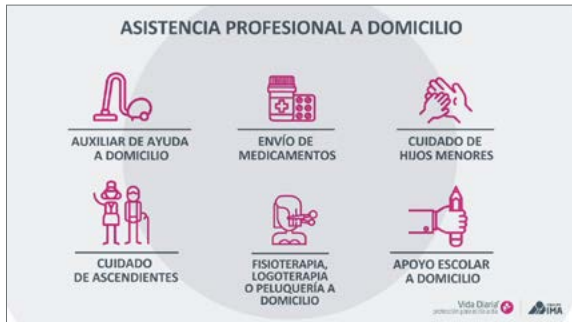 ASISTENCIA PROFESIONAL A DOMICILIO
AUXILIAR DE AYUDA
A DOMICILIO
ENVÍO DE
MEDICAMENTOS
CUIDADO DE
HIJOS MENORES
CUIDADO
DE ASCENDIENTES
FISIOTERAPIA,
LOGOTERAPIA
O PELUQUERÍA A
DOMICILIO
APOYO ESCOLAR
A DOMICILIO
Vida Diaria
IMA